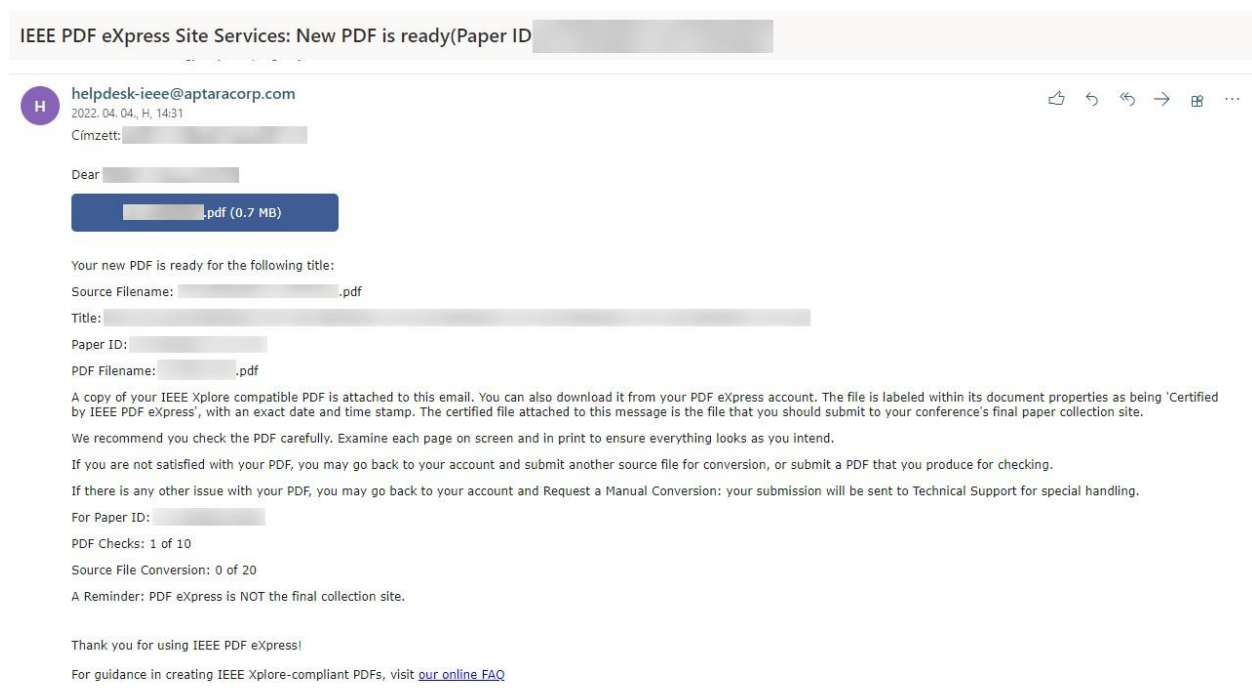 IEEE PDF eXpress Site Services: New PDF is ready(Paper ID
H
helpdesk-ieee@aptaracorp.com
2022. 04. 04., H, 14:31
Címzett:
Dear
.pdf (0.7 MB)
Your new PDF is ready for the following title:
Source Filename: .pdf
Title:
Paper ID:
PDF Filename: .pdf
A copy of your IEEE Xplore compatible PDF is attached to this email. You can also download it from your PDF eXpress account. The file is labeled within its document properties as being 'Certified
by IEEE PDF eXpress', with an exact date and time stamp. The certified file attached to this message is the file that you should submit to your conference's final paper collection site.
We recommend you check the PDF carefully. Examine each page on screen and in print to ensure everything looks as you intend.
If you are not satisfied with your PDF, you may go back to your account and submit another source file for conversion, or submit a PDF that you produce for checking.
If there is any other issue with your PDF, you may go back to your account and Request a Manual Conversion: your submission will be sent to Technical Support for special handling.
For Paper ID:
PDF Checks: 1 of 10
Source File Conversion: 0 of 20
A Reminder: PDF eXpress is NOT the final collection site.
Thank you for using IEEE PDF eXpress!
For guidance in creating IEEE Xplore-compliant PDFs, visit our online FAQ